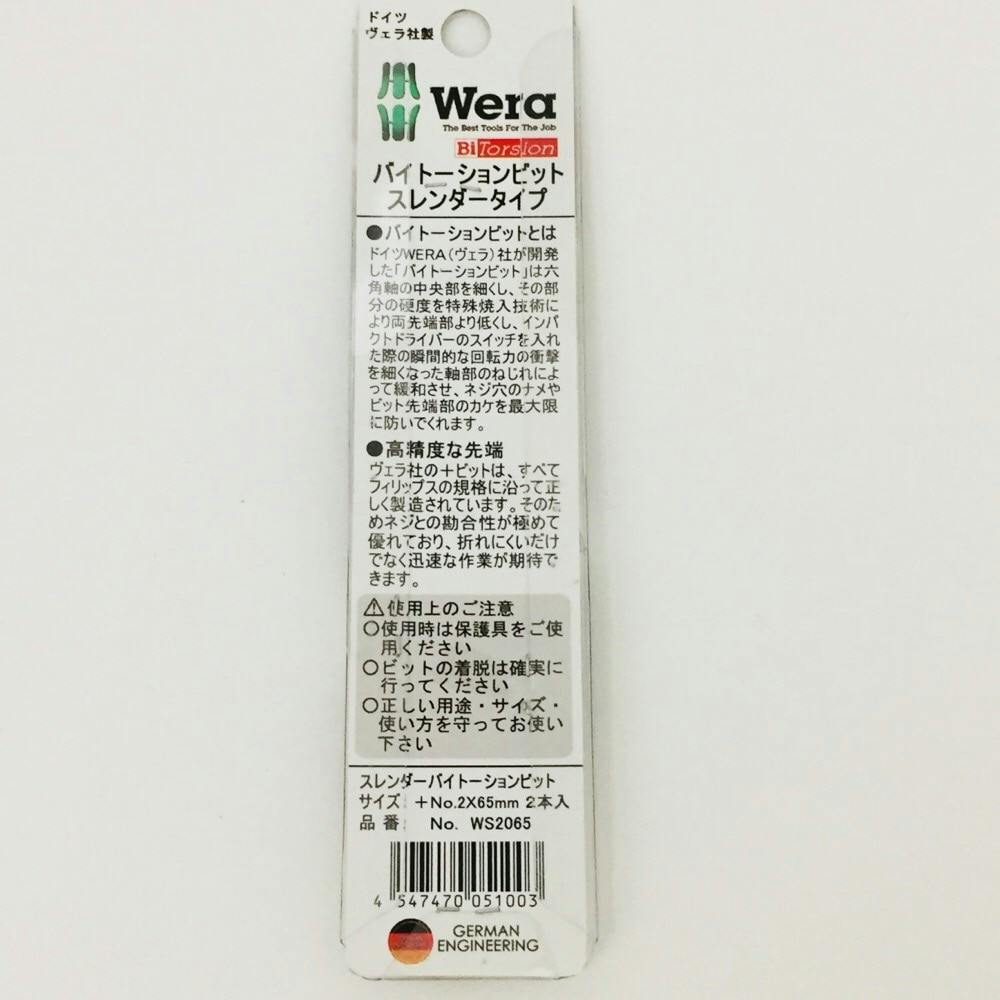 ドイツ
ヴェラ社製
Wera
The Best Tools For The Job
BiTorsion
バイトーションビット
スレンダータイプ
●バイトーションビットとは
ドイツWERA(ヴェラ)社が開発
した「バイトーションビット」は六
角軸の中央部を細くし、その部
分の硬度を特殊焼入技術に
より両先端部より低くし、インパ
クトドライバーのスイッチを入れ
た際の瞬間的な回転力の衝撃
を細くなった軸部のねじれによ
って緩和させ、ネジ穴のナメや
ビット先端部のカケを最大限
に防いでくれます。
●高精度な先端
ヴェラ社の＋ビットは、すべて
フィリップスの規格に沿って正
しく製造されています。そのた
めネジとの勘合性が極めて
優れており、折れにくいだけ
でなく迅速な作業が期待で
きます。
⚠使用上のご注意
○使用時は保護具をご使
用ください
○ビットの着脱は確実に
行ってください
○正しい用途・サイズ・
使い方を守ってお使い
下さい
スレンダーバイトーションビット
サイズ ＋No.2X65mm 2本入
品番 No. WS2065
4 547470 051003
GERMAN
ENGINEERING